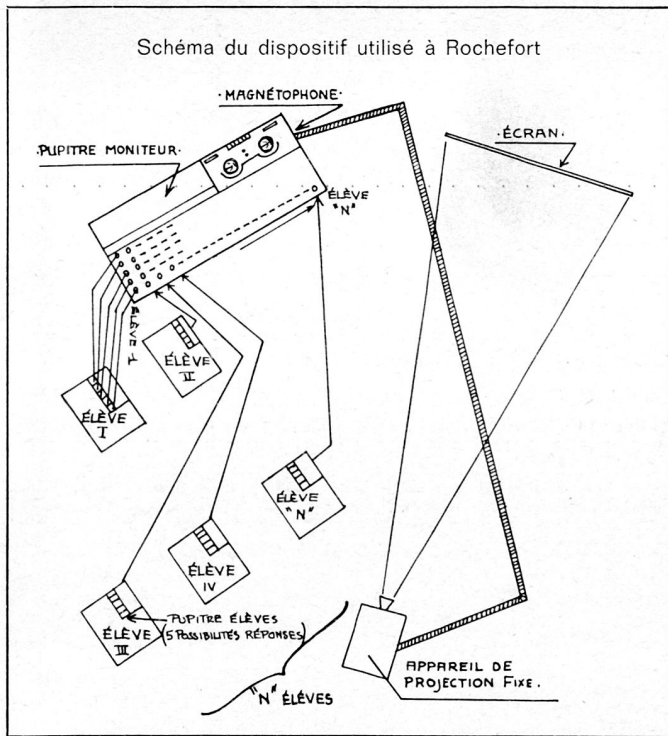 Schéma du dispositif utilisé à Rochefort
·MAGNÉTOPHONE·
·PUPITRE MONITEUR·
·ÉCRAN·
ÉLÈVE
"N"
ÉLÈVE 1
ÉLÈVE
II
ÉLÈVE
I
ÉLÈVE
"N"
ÉLÈVE
IV
ÉLÈVE
III
PUPITRE ÉLÈVES
(5 POSSIBILITÉS RÉPONSES)
"N" ÉLÈVES
APPAREIL DE
PROJECTION FIXE.